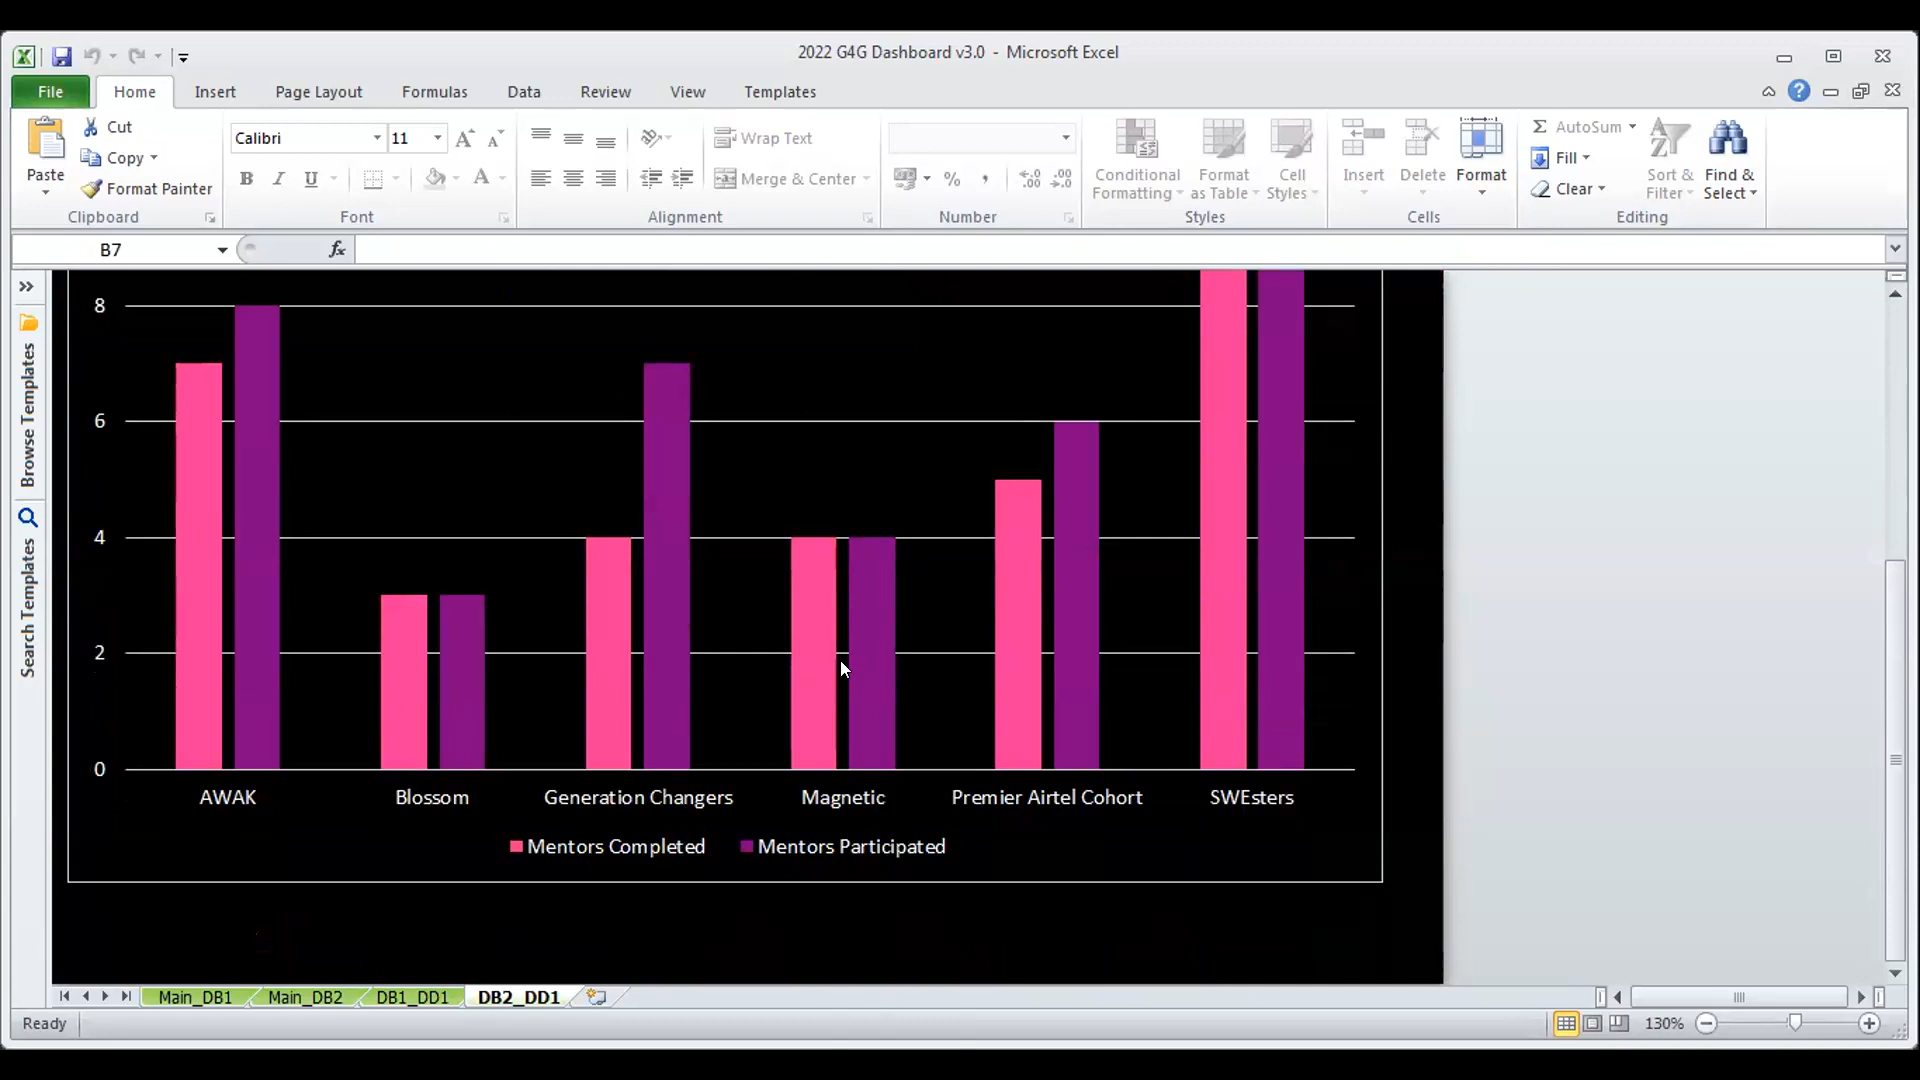 2022 G4G Dashboard v3.0 - Microsoft Excel
File Home Insert Page Layout Formulas Data Review View Templates
Paste
Cut
Copy
Format Painter
Clipboard
Calibri 11
B I U
Font
Wrap Text
Merge & Center
Alignment
% ,
Number
Conditional Formatting
Format as Table
Cell Styles
Styles
Insert
Delete
Format
Cells
Σ AutoSum
Fill
Clear
Sort & Filter
Find & Select
Editing
B7 fx
Browse Templates
Search Templates
8
6
4
2
0
AWAK Blossom Generation Changers Magnetic Premier Airtel Cohort SWEsters
Mentors Completed Mentors Participated
Main_DB1 Main_DB2 DB1_DD1 DB2_DD1
Ready 130%